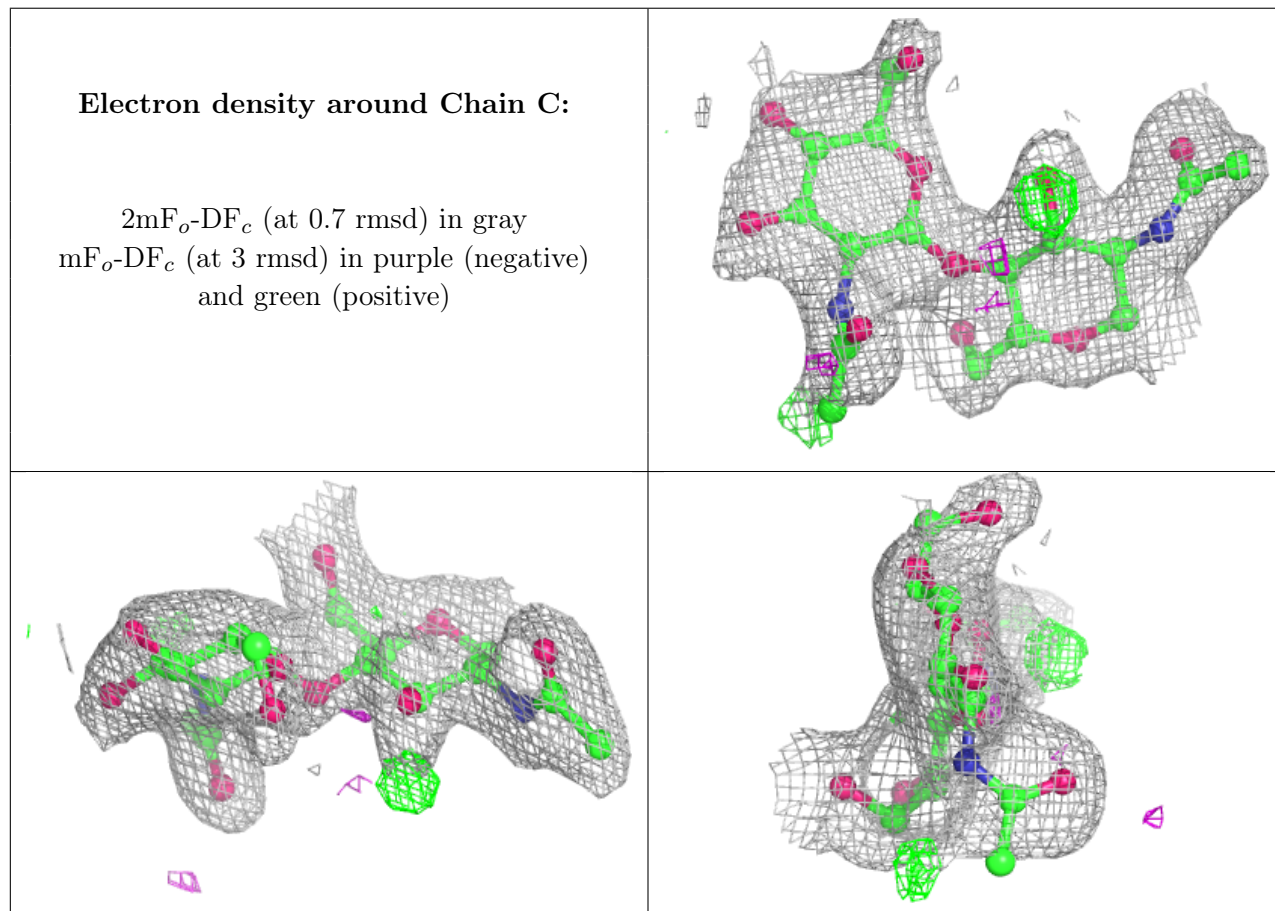 Electron density around Chain C:
2mFₒ-DF𝒸 (at 0.7 rmsd) in gray
mFₒ-DF𝒸 (at 3 rmsd) in purple (negative)
and green (positive)